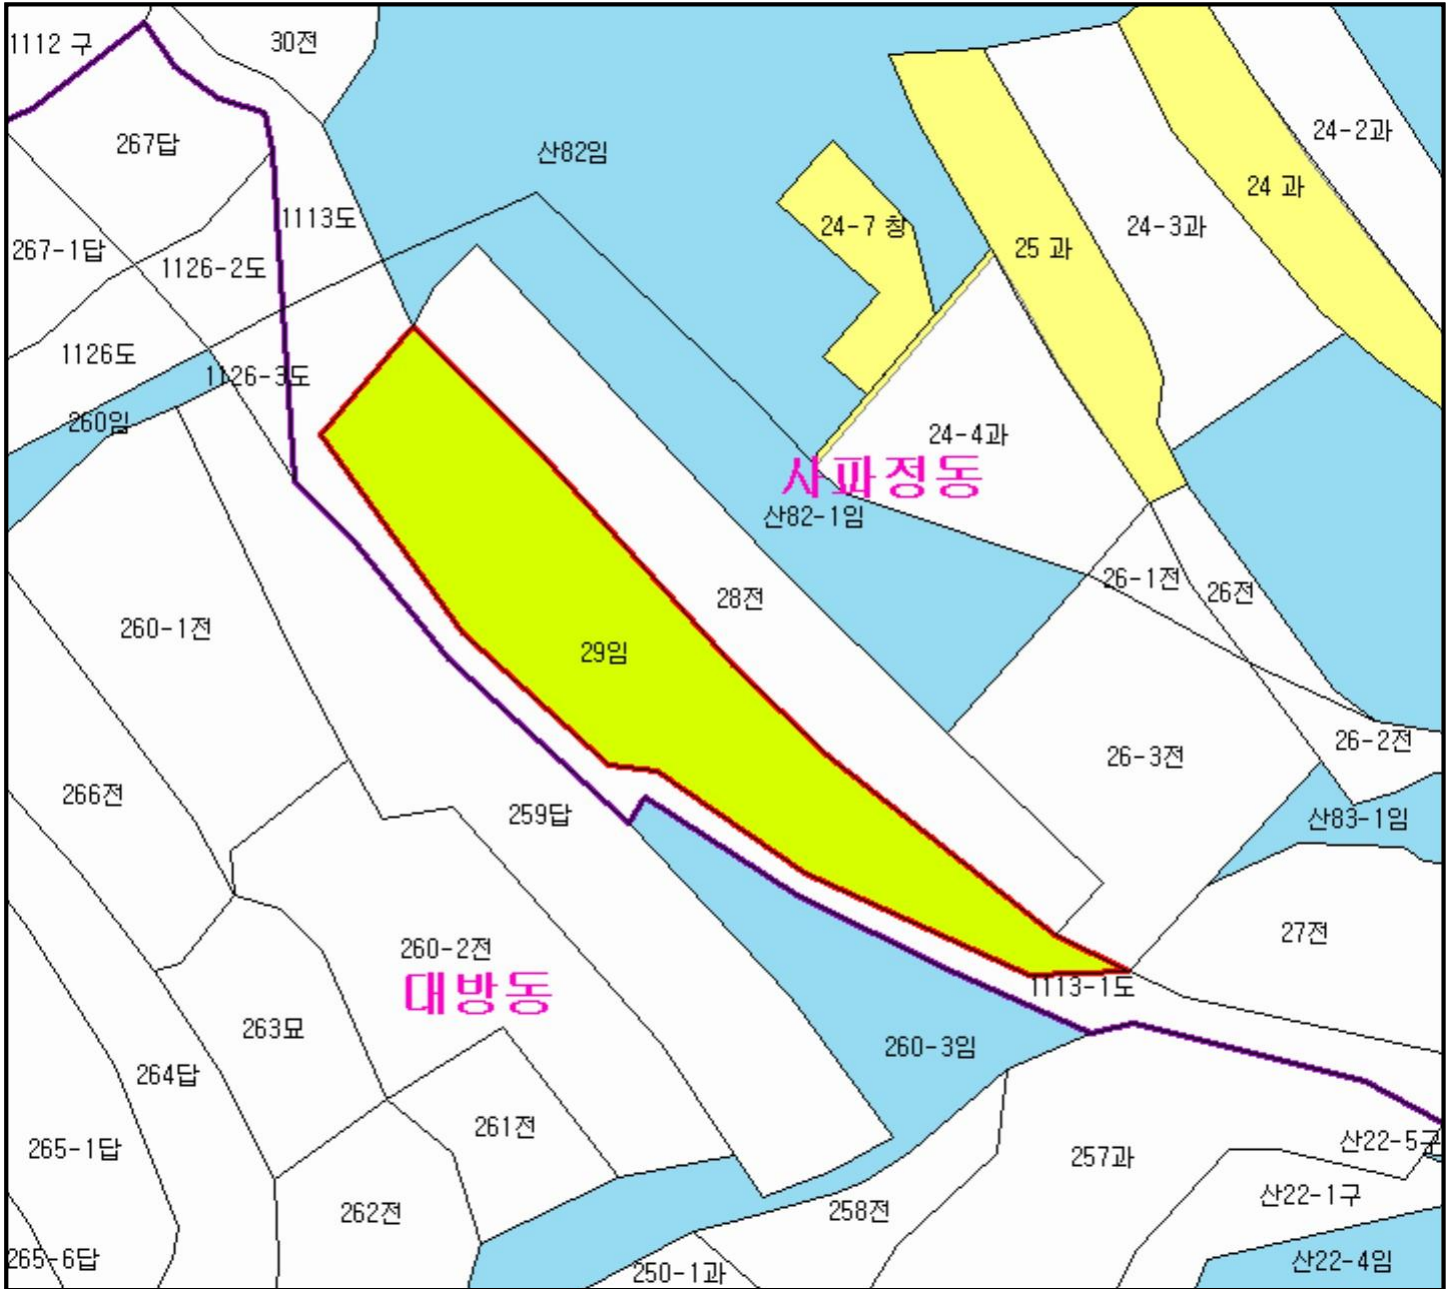 1112 구
30전
24-2과
267답
산82임
24 과
1113도
24-7 창
24-3과
267-1답
25 과
1126-2도
1126도
1126-3도
260임
24-4과
사파정동
산82-1임
26-1전
26전
28전
260-1전
29임
26-2전
26-3전
266전
259답
산83-1임
27전
260-2전
대방동
1113-1도
263묘
260-3임
264답
261전
265-1답
산22-5구
257과
산22-1구
262전
258전
265-6답
산22-4임
250-1과